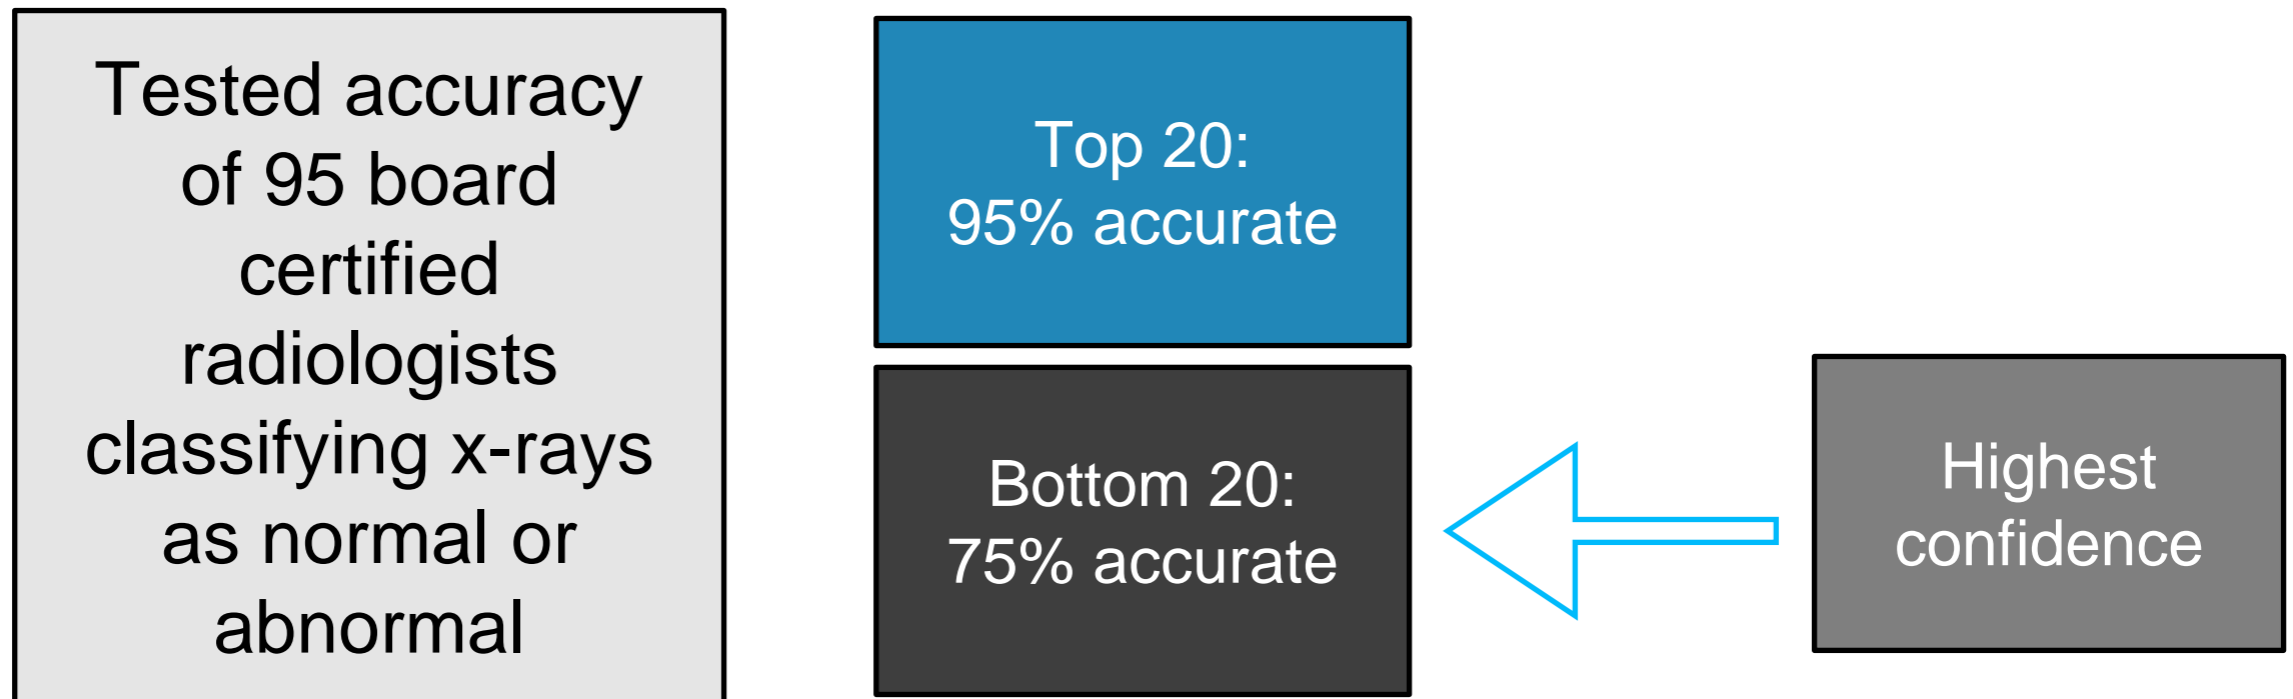 Tested accuracy
of 95 board
certified
radiologists
classifying x-rays
as normal or
abnormal
Top 20:
95% accurate
Bottom 20:
75% accurate
Highest
confidence